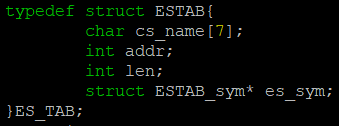 typedef struct ESTAB{
        char cs_name[7];
        int addr;
        int len;
        struct ESTAB_sym* es_sym;
}ES_TAB;